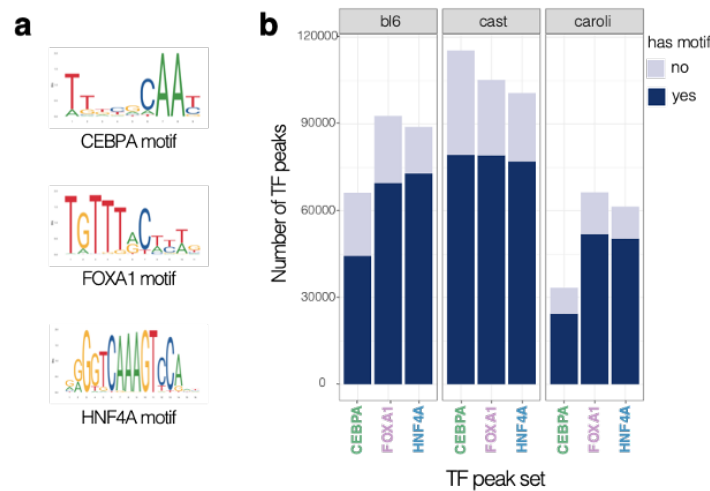 a
CEBPA motif
FOXA1 motif
HNF4A motif
b
bl6 cast caroli
120000
90000
60000
30000
0
Number of TF peaks
CEBPA FOXA1 HNF4A CEBPA FOXA1 HNF4A CEBPA FOXA1 HNF4A
TF peak set
has motif
no
yes